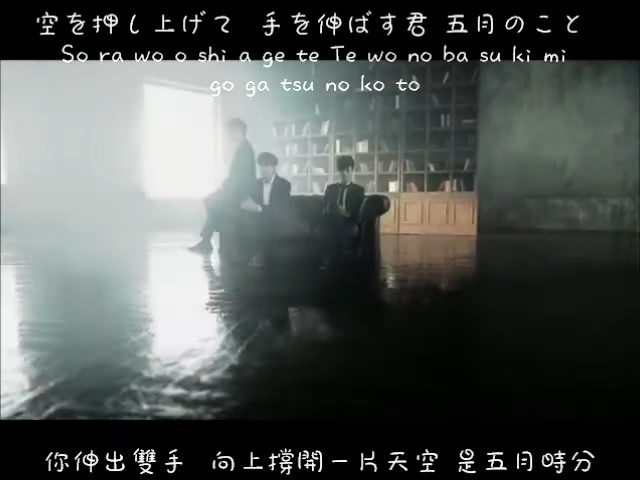 空を押し上げて 手を伸ばす君 五月のこと
So ra wo o shi a ge te Te wo no ba su ki mi
go ga tsu no ko to
你伸出雙手 向上撐開一片天空 是五月時分